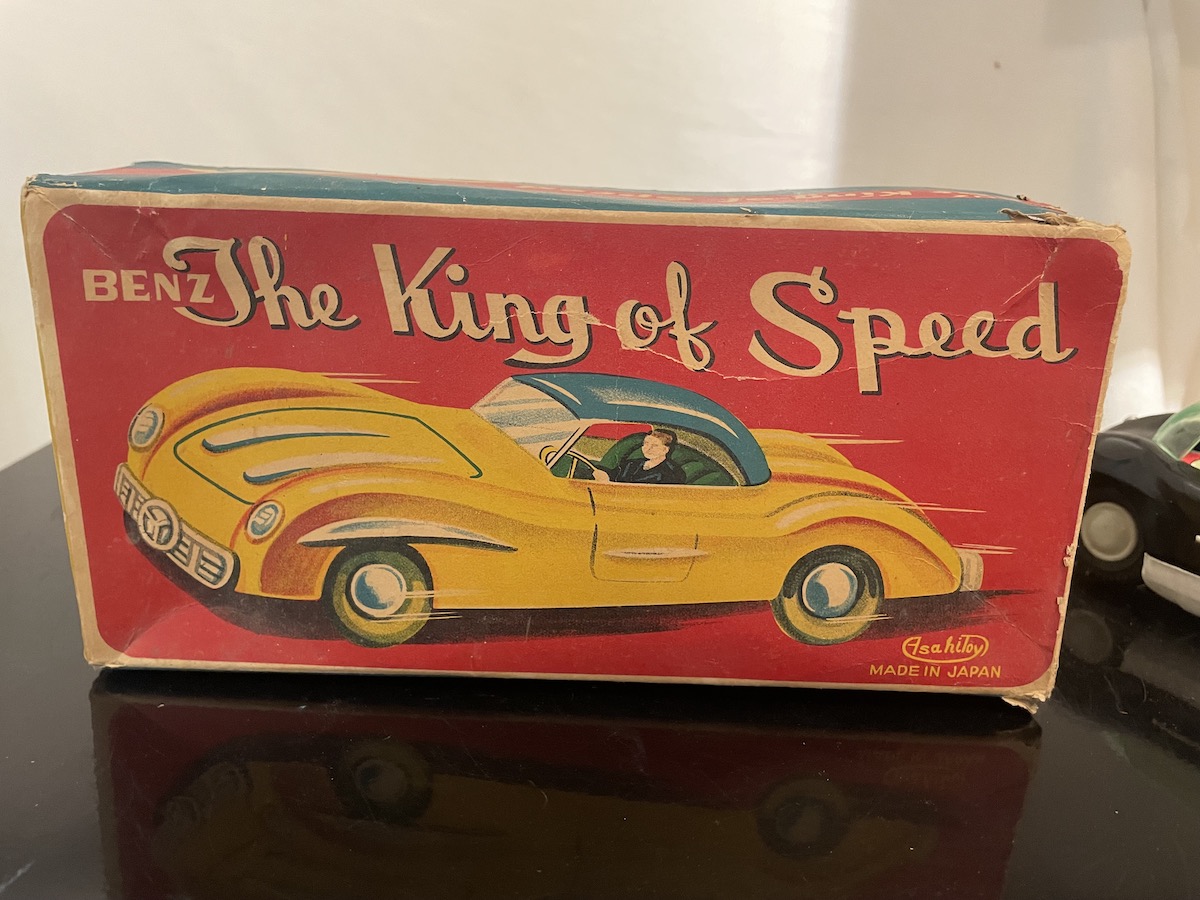 BENZ The King of Speed
AsahiToy
MADE IN JAPAN